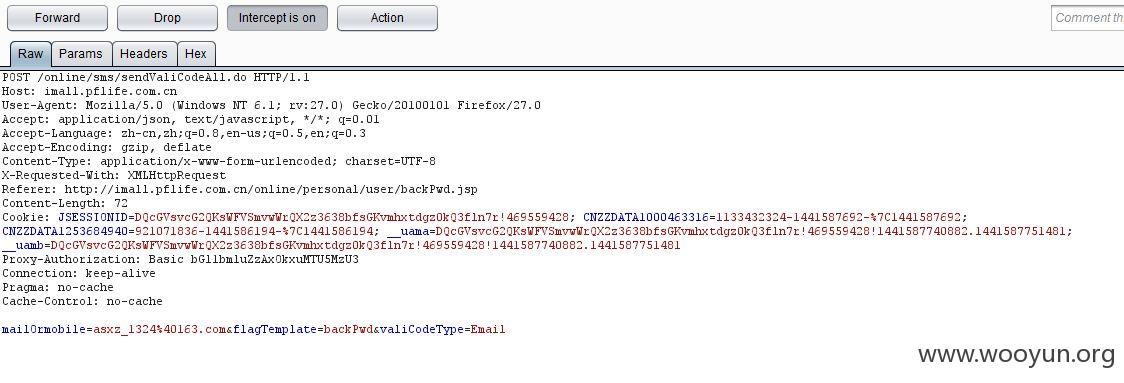 Forward Drop Intercept is on Action Comment th
Raw Params Headers Hex
POST /online/sms/sendValiCodeAll.do HTTP/1.1
Host: imall.pflife.com.cn
User-Agent: Mozilla/5.0 (Windows NT 6.1; rv:27.0) Gecko/20100101 Firefox/27.0
Accept: application/json, text/javascript, */*; q=0.01
Accept-Language: zh-cn,zh;q=0.8,en-us;q=0.5,en;q=0.3
Accept-Encoding: gzip, deflate
Content-Type: application/x-www-form-urlencoded; charset=UTF-8
X-Requested-With: XMLHttpRequest
Referer: http://imall.pflife.com.cn/online/personal/user/backPwd.jsp
Content-Length: 72
Cookie: JSESSIONID=DQcGVsvcG2QKsWFVSmvwWrQX2z3638bfsGKvmhxtdgz0kQ3fln7r!469559428; CNZZDATA1000463316=1133432324-1441587692-%7C1441587692;
CNZZDATA1253684940=921071836-1441586194-%7C1441586194; __uama=DQcGVsvcG2QKsWFVSmvwWrQX2z3638bfsGKvmhxtdgz0kQ3fln7r!469559428!1441587740882.1441587751481;
__uamb=DQcGVsvcG2QKsWFVSmvwWrQX2z3638bfsGKvmhxtdgz0kQ3fln7r!469559428!1441587740882.1441587751481
Proxy-Authorization: Basic bGllbmluZzAxOkxuMTU5MzU3
Connection: keep-alive
Pragma: no-cache
Cache-Control: no-cache
mailOrmobile=asxz_1324%40163.com&flagTemplate=backPwd&valiCodeType=Email
www.wooyun.org